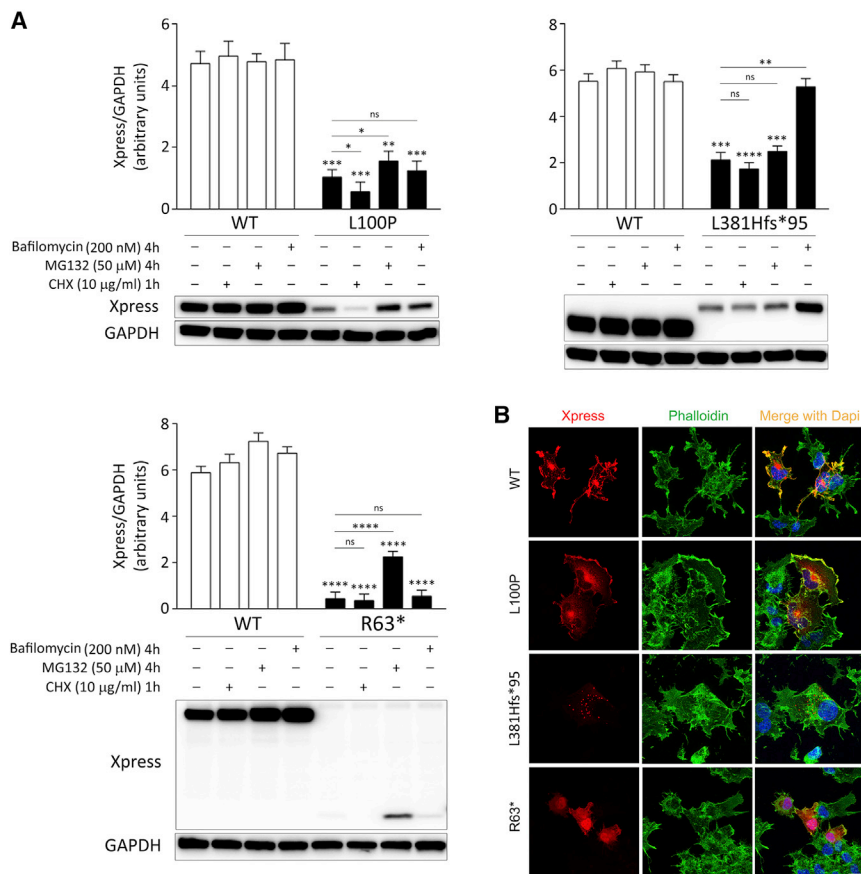 A
Xpress/GAPDH
(arbitrary units)
6
4
2
0
ns
*
*
*** *** ** ***
WT L100P
Bafilomycin (200 nM) 4h – – – + – – – +
MG132 (50 μM) 4h – – + – – – + –
CHX (10 μg/ml) 1h – + – – – + – –
Xpress
GAPDH
8
6
4
2
0
**
ns
ns
*** **** ***
WT L381Hfs*95
– – – + – – – +
– – + – – – + –
– + – – – + – –
Xpress/GAPDH
(arbitrary units)
8
6
4
2
0
ns
****
ns
**** **** **** ****
WT R63*
Bafilomycin (200 nM) 4h – – – + – – – +
MG132 (50 μM) 4h – – + – – – + –
CHX (10 μg/ml) 1h – + – – – + – –
Xpress
GAPDH
B
Xpress Phalloidin Merge with Dapi
WT
L100P
L381Hfs*95
R63*